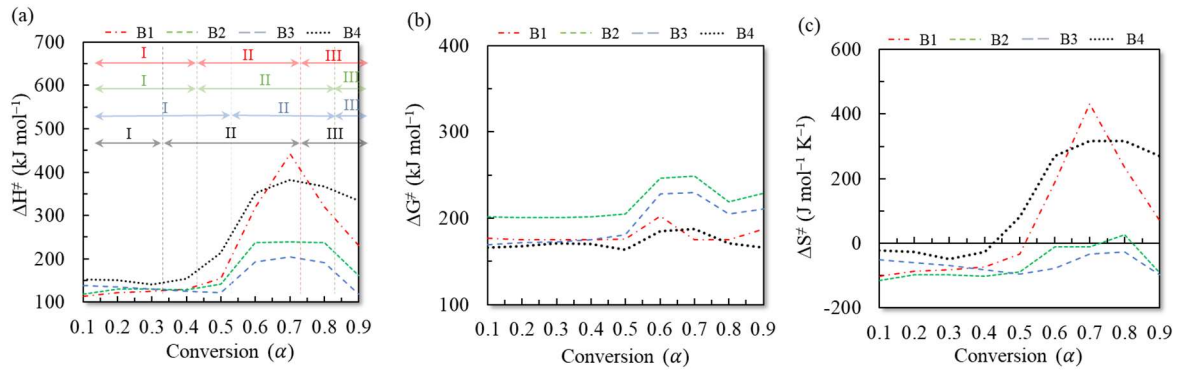 (a)
B1 B2 B3 B4
700
600
500
400
300
200
100
I II III
I II III
I II III
I II III
ΔH≠ (kJ mol⁻¹)
0.1 0.2 0.3 0.4 0.5 0.6 0.7 0.8 0.9
Conversion (α)
(b)
B1 B2 B3 B4
400
300
250
200
150
100
ΔG≠ (kJ mol⁻¹)
0.1 0.2 0.3 0.4 0.5 0.6 0.7 0.8 0.9
Conversion (α)
(c)
B1 B2 B3 B4
600
400
200
0
-200
ΔS≠ (J mol⁻¹ K⁻¹)
0.1 0.2 0.3 0.4 0.5 0.6 0.7 0.8 0.9
Conversion (α)